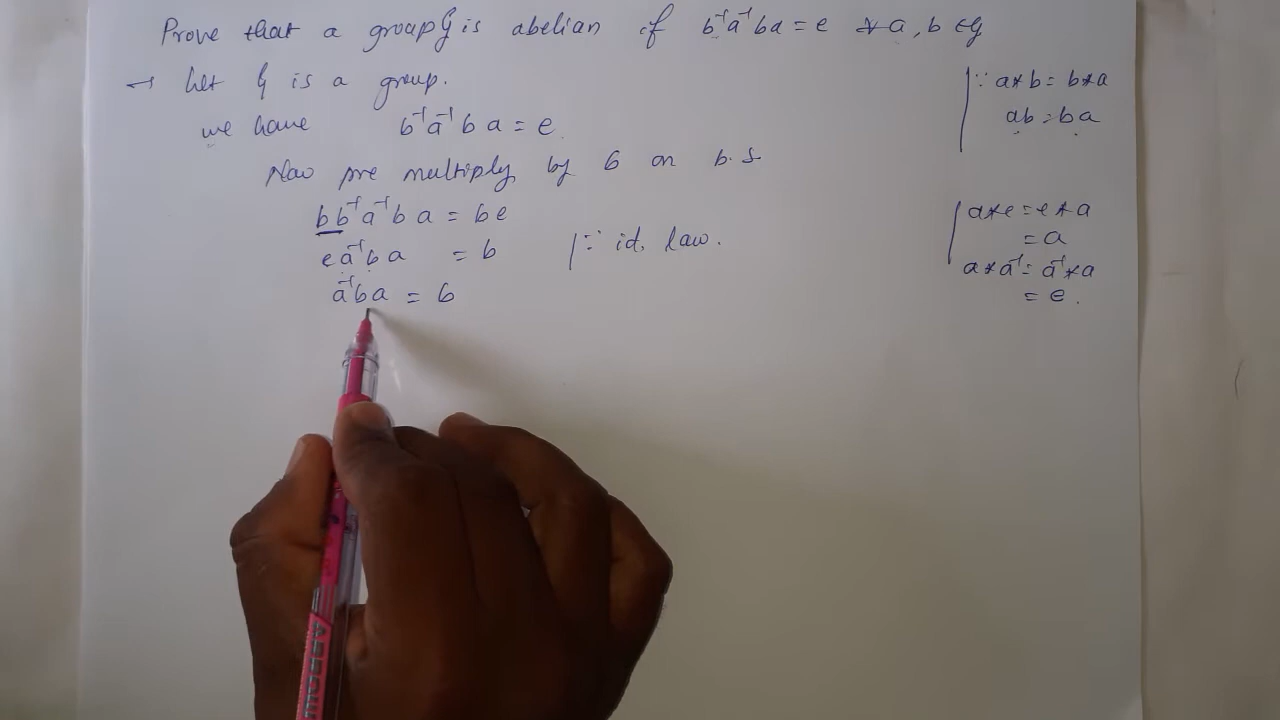 Prove that a group G is abelian if b⁻¹a⁻¹ba = e ∀ a, b ∈ G
→ Let G is a group.
we have b⁻¹a⁻¹ba = e.
Now pre multiply by b on b.s.
bb⁻¹a⁻¹ba = be
ea⁻¹ba = b | ∵ id. law.
a⁻¹ba = b
∵ a*b = b*a
ab = ba
a*e = e*a
= a
a*a⁻¹ = a⁻¹*a
= e.